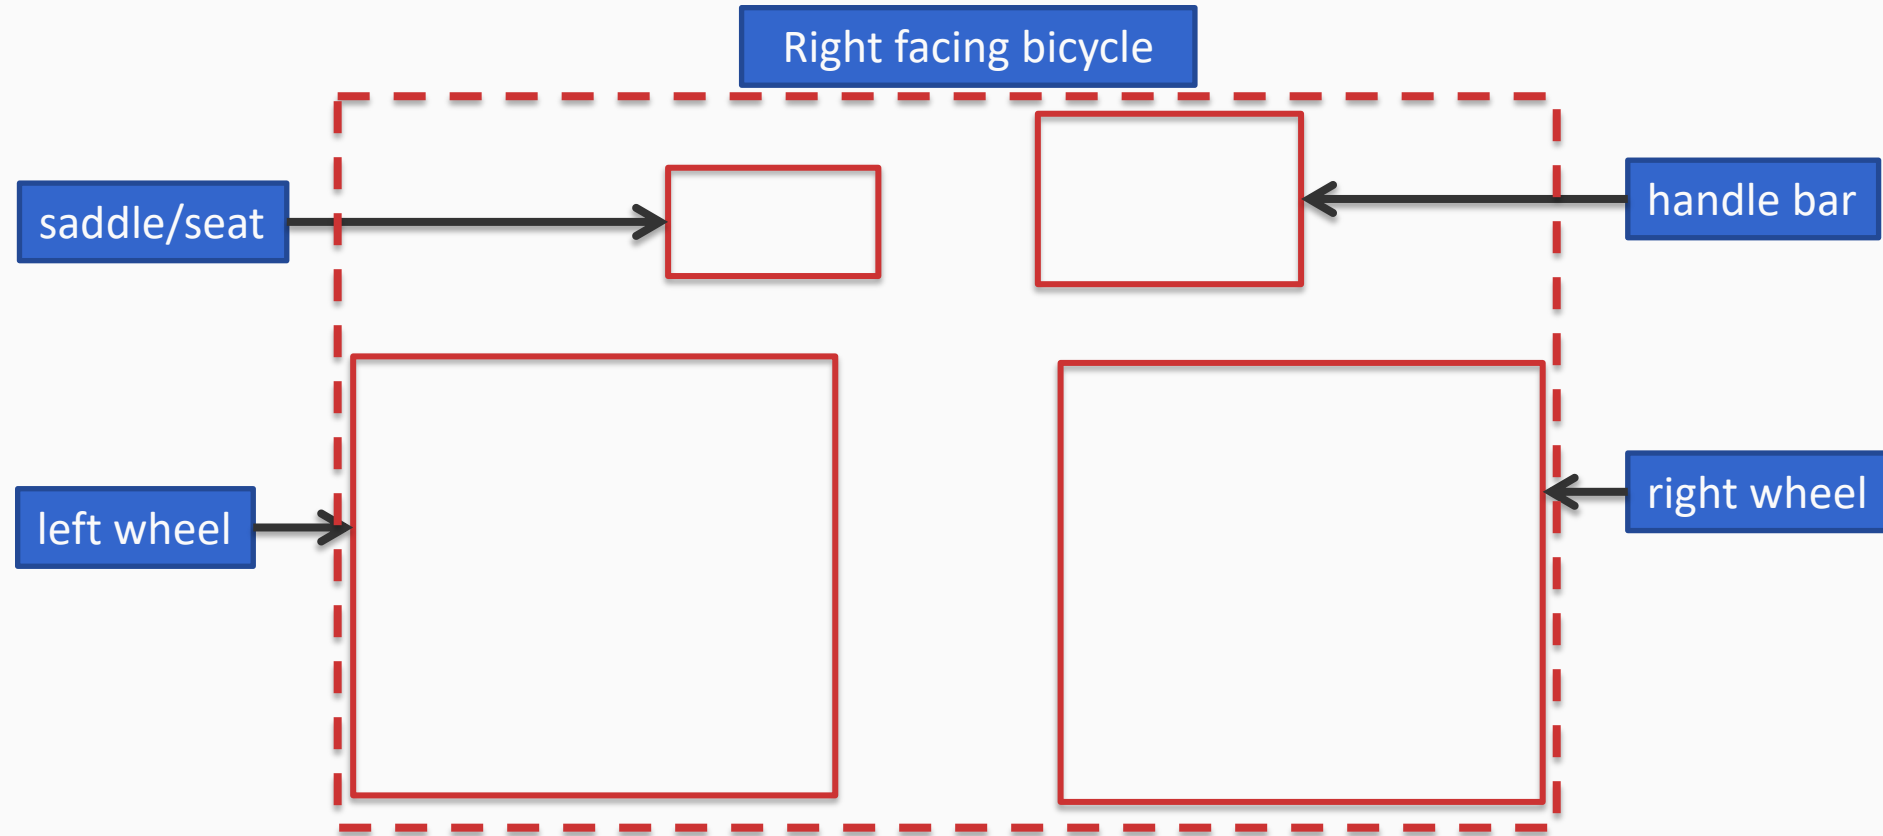 Right facing bicycle
saddle/seat
handle bar
left wheel
right wheel